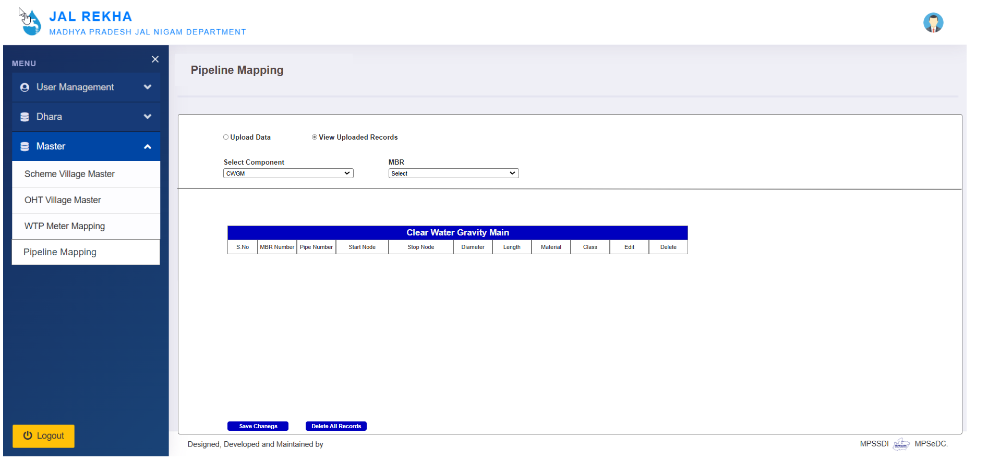 JAL REKHA
MADHYA PRADESH JAL NIGAM DEPARTMENT
MENU
User Management
Dhara
Master
Scheme Village Master
OHT Village Master
WTP Meter Mapping
Pipeline Mapping
Logout
Pipeline Mapping
Upload Data View Uploaded Records
Select Component MBR
CWGM Select
Clear Water Gravity Main
S.No MBR Number Pipe Number Start Node Stop Node Diameter Length Material Class Edit Delete
Save Chanegs Delete All Records
Designed, Developed and Maintained by MPSSDI MPSeDC.